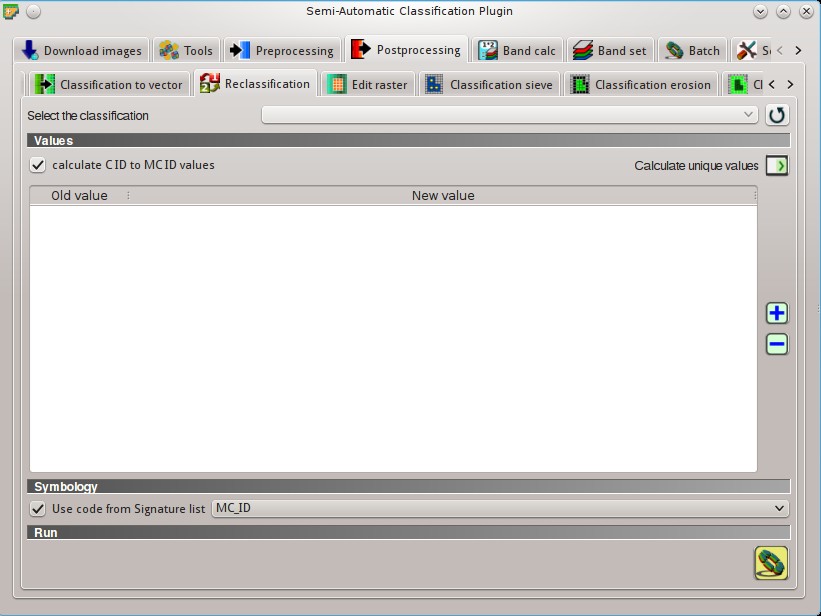 Semi-Automatic Classification Plugin
Download images Tools Preprocessing Postprocessing Band calc Band set Batch S
Classification to vector Reclassification Edit raster Classification sieve Classification erosion Cl
Select the classification
Values
calculate C ID to MC ID values Calculate unique values
Old value New value
Symbology
Use code from Signature list MC_ID
Run